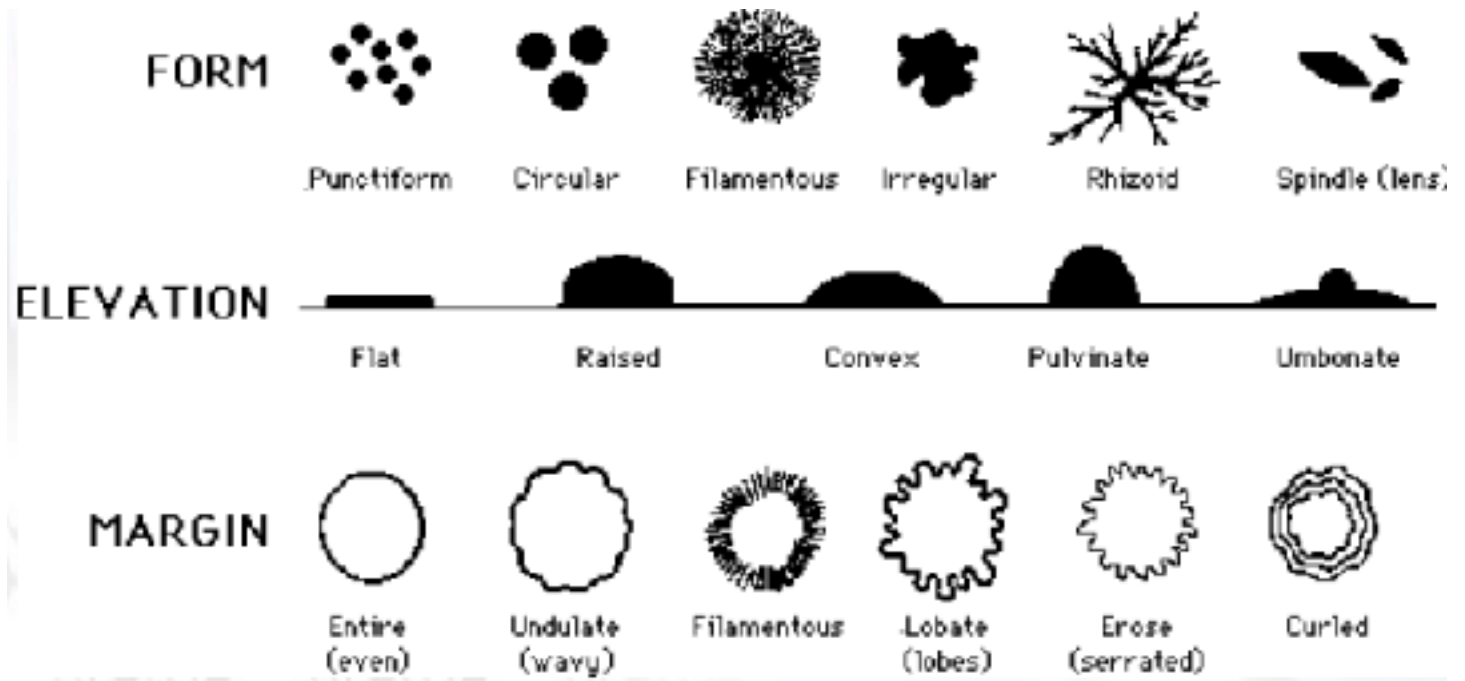 FORM
Punctiform Circular Filamentous Irregular Rhizoid Spindle (lens)
ELEVATION
Flat Raised Convex Pulvinate Umbonate
MARGIN
Entire Undulate Filamentous Lobate Erose Curled
(even) (wavy) (lobes) (serrated)